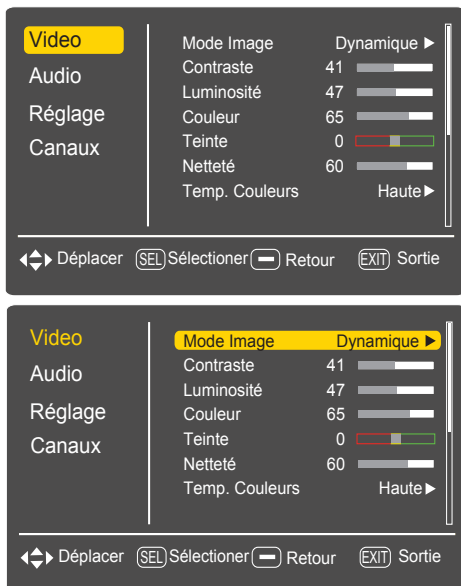 Video
Audio
Réglage
Canaux
Mode Image Dynamique
Contraste 41
Luminosité 47
Couleur 65
Teinte 0
Netteté 60
Temp. Couleurs Haute
Déplacer SEL Sélectioner Retour EXIT Sortie
Video
Audio
Réglage
Canaux
Mode Image Dynamique
Contraste 41
Luminosité 47
Couleur 65
Teinte 0
Netteté 60
Temp. Couleurs Haute
Déplacer SEL Sélectioner Retour EXIT Sortie